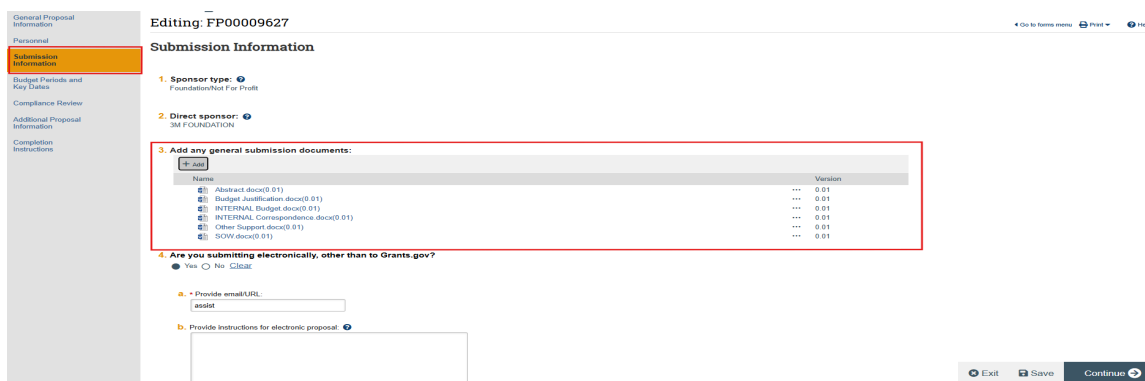 General Proposal
Information
Personnel
Submission
Information
Budget Periods and
Key Dates
Compliance Review
Additional Proposal
Information
Completion
Instructions
Editing: FP00009627
Go to forms menu Print He
Submission Information
1. Sponsor type:
Foundation/Not For Profit
2. Direct sponsor:
3M FOUNDATION
3. Add any general submission documents:
+ Add
Name Version
Abstract.docx(0.01) ... 0.01
Budget Justification.docx(0.01) ... 0.01
INTERNAL Budget.docx(0.01) ... 0.01
INTERNAL Correspondence.docx(0.01) ... 0.01
Other Support.docx(0.01) ... 0.01
SOW.docx(0.01) ... 0.01
4. Are you submitting electronically, other than to Grants.gov?
Yes No Clear
a. * Provide email/URL:
assist
b. Provide instructions for electronic proposal:
Exit Save Continue